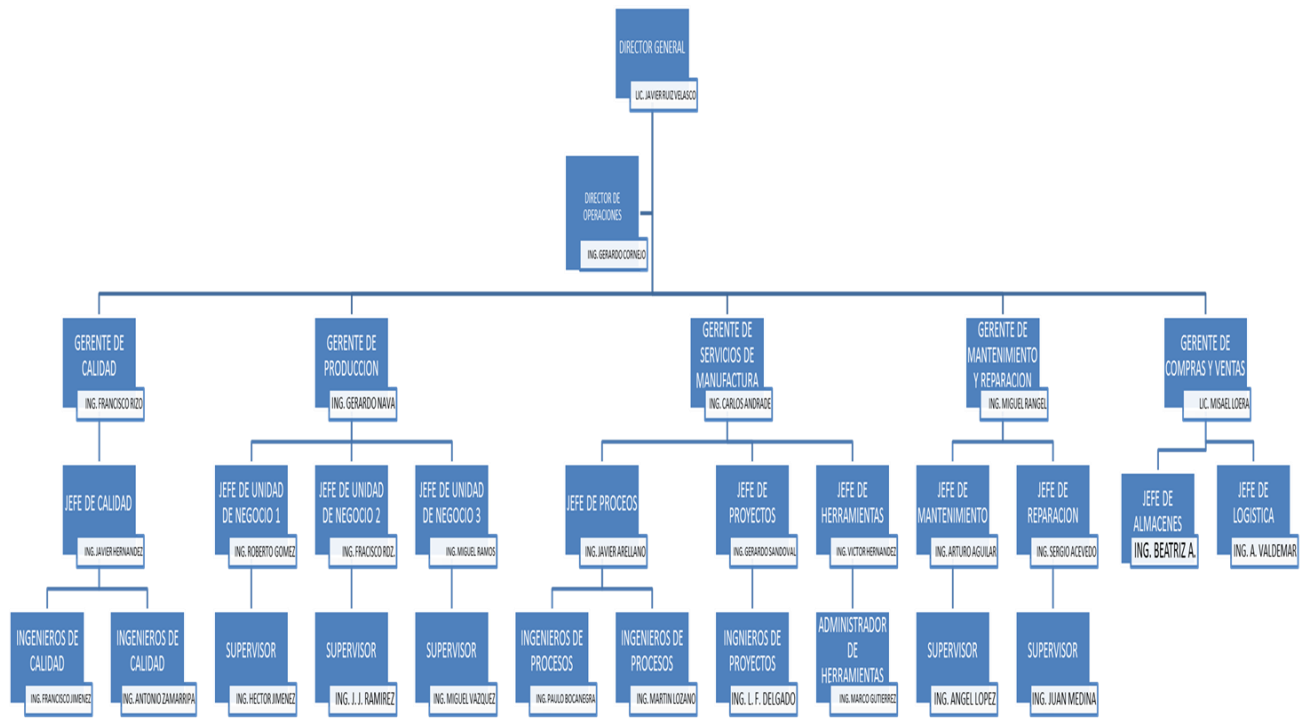 DIRECTOR GENERAL
LIC. JAVIER RUIZ VELASCO
DIRECTOR DE
OPERACIONES
ING. GERARDO CORNEJO
GERENTE DE
CALIDAD
ING. FRANCISCO RIZO
GERENTE DE
PRODUCCION
ING. GERARDO NAVA
GERENTE DE
SERVICIOS DE
MANUFACTURA
ING. CARLOS ANDRADE
GERENTE DE
MANTENIMIENTO
Y REPARACION
ING. MIGUEL RANGEL
GERENTE DE
COMPRAS Y VENTAS
LIC. MISAEL LOERA
JEFE DE CALIDAD
ING. JAVIER HERNANDEZ
JEFE DE UNIDAD
DE NEGOCIO 1
ING. ROBERTO GOMEZ
JEFE DE UNIDAD
DE NEGOCIO 2
ING. FRACISCO RDZ.
JEFE DE UNIDAD
DE NEGOCIO 3
ING. MIGUEL RAMOS
JEFE DE PROCEOS
ING. JAVIER ARELLANO
JEFE DE
PROYECTOS
ING. GERARDO SANDOVAL
JEFE DE
HERRAMIENTAS
ING. VICTOR HERNANDEZ
JEFE DE
MANTENIMIENTO
ING. ARTURO AGUILAR
JEFE DE
REPARACION
ING. SERGIO ACEVEDO
JEFE DE
ALMACENES
ING. BEATRIZ A.
JEFE DE
LOGISTICA
ING. A. VALDEMAR
INGENIEROS DE
CALIDAD
ING. FRANCISCO JIMENEZ
INGENIEROS DE
CALIDAD
ING. ANTONIO ZAMARRIPA
SUPERVISOR
ING. HECTOR JIMENEZ
SUPERVISOR
ING. J. J. RAMIREZ
SUPERVISOR
ING. MIGUEL VAZQUEZ
INGENIEROS DE
PROCESOS
ING. PAULO BOCANEGRA
INGENIEROS DE
PROCESOS
ING. MARTIN LOZANO
INGNIEROS DE
PROYECTOS
ING. L. F. DELGADO
ADMINISTRADOR
DE
HERRAMIENTAS
ING. MARCO GUTIERREZ
SUPERVISOR
ING. ANGEL LOPEZ
SUPERVISOR
ING. JUAN MEDINA